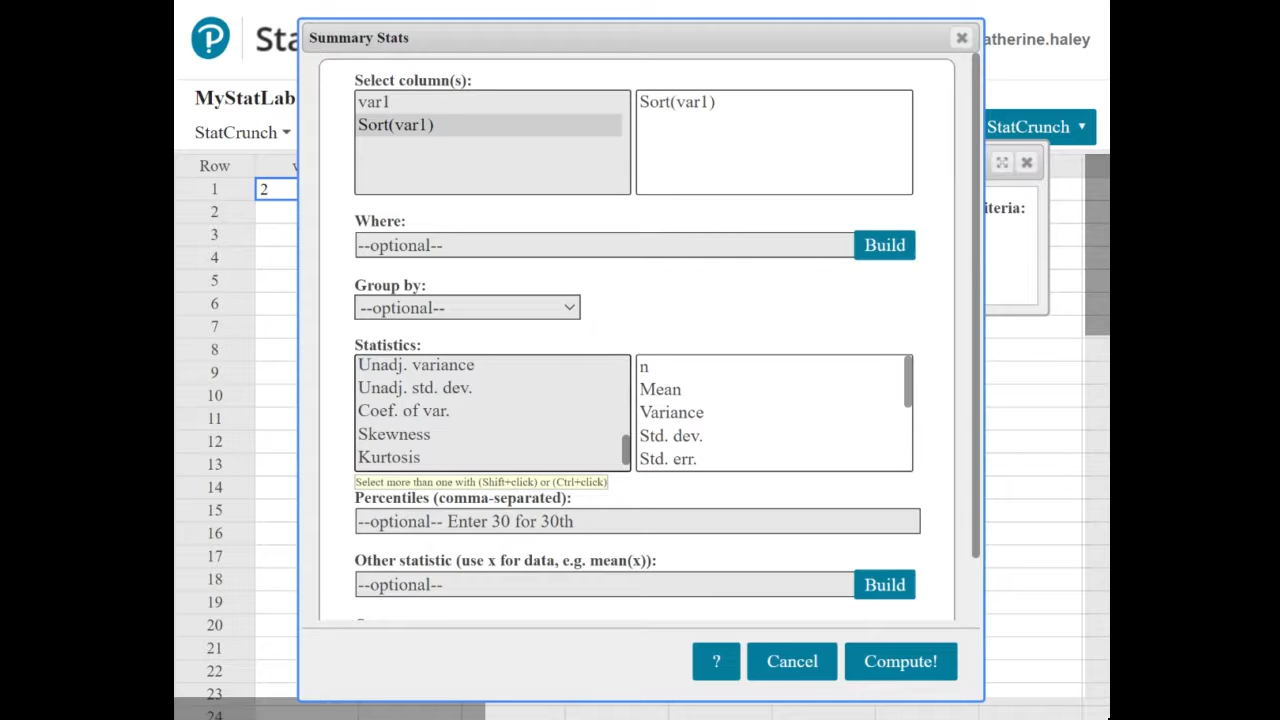 Summary Stats
Sta
atherine.haley
Select column(s):
var1
Sort(var1)
Sort(var1)
MyStatLab
StatCrunch
StatCrunch
Row
1
2
2
3
4
5
6
7
8
9
10
11
12
13
14
15
16
17
18
19
20
21
22
23
24
iteria:
Where:
--optional--
Build
Group by:
--optional--
Statistics:
Unadj. variance
Unadj. std. dev.
Coef. of var.
Skewness
Kurtosis
n
Mean
Variance
Std. dev.
Std. err.
Select more than one with (Shift+click) or (Ctrl+click)
Percentiles (comma-separated):
--optional-- Enter 30 for 30th
Other statistic (use x for data, e.g. mean(x)):
--optional--
Build
?
Cancel
Compute!